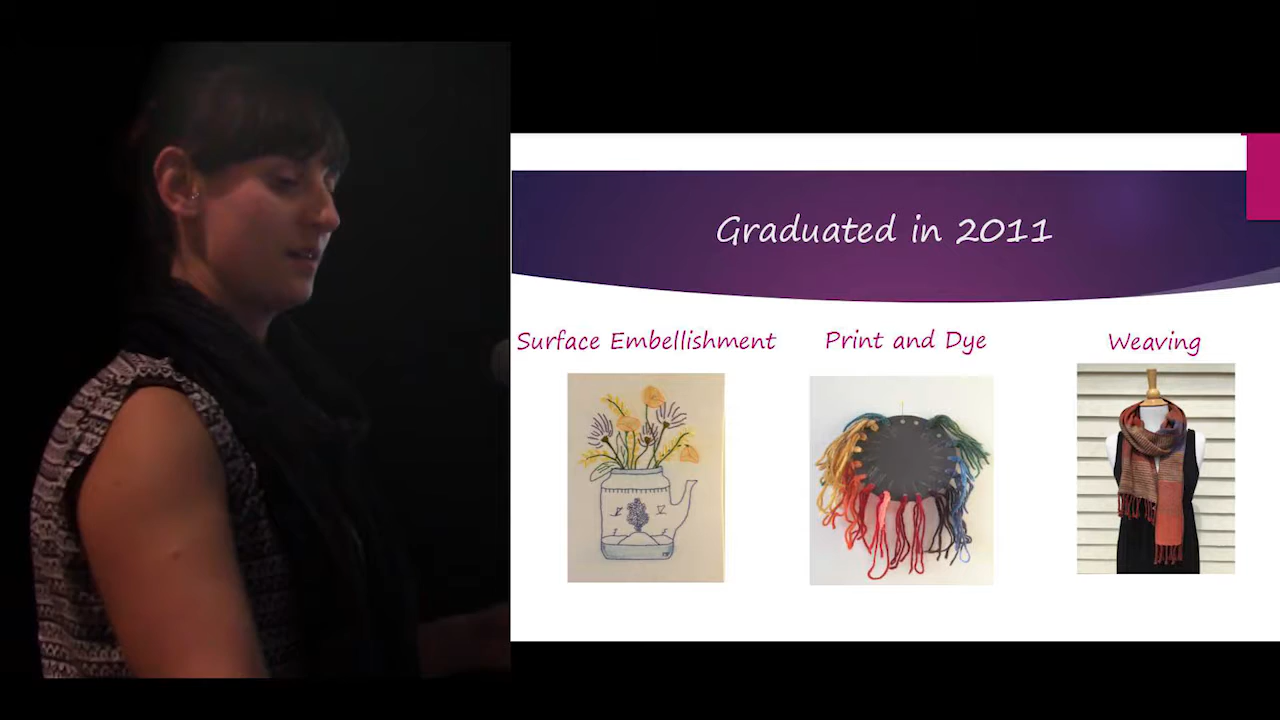 Graduated in 2011
Surface Embellishment
Print and Dye
Weaving